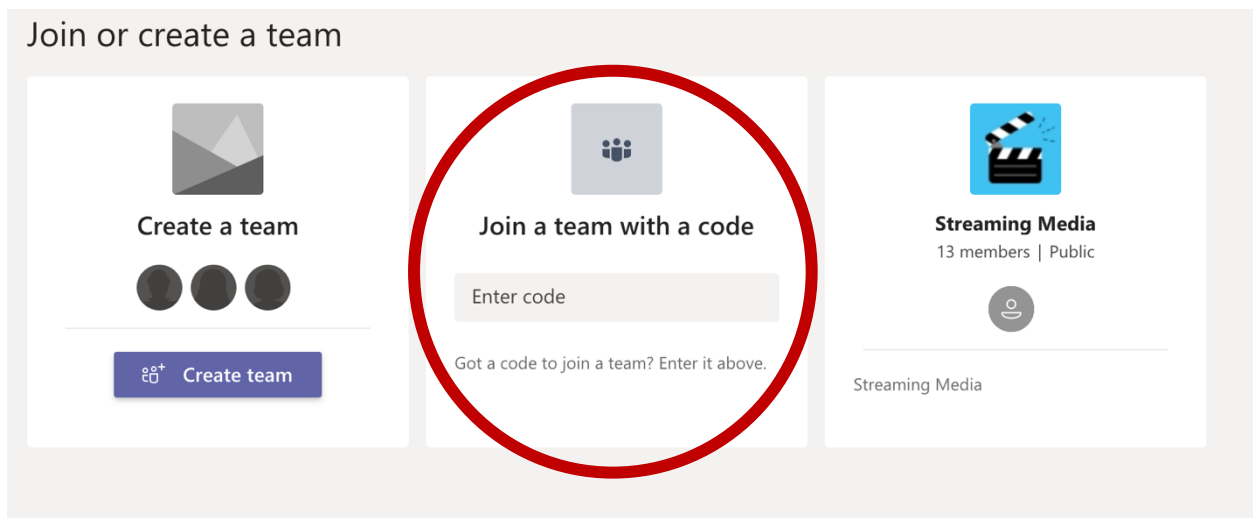 Join or create a team
Create a team
Create team
Join a team with a code
Enter code
Got a code to join a team? Enter it above.
Streaming Media
13 members | Public
Streaming Media